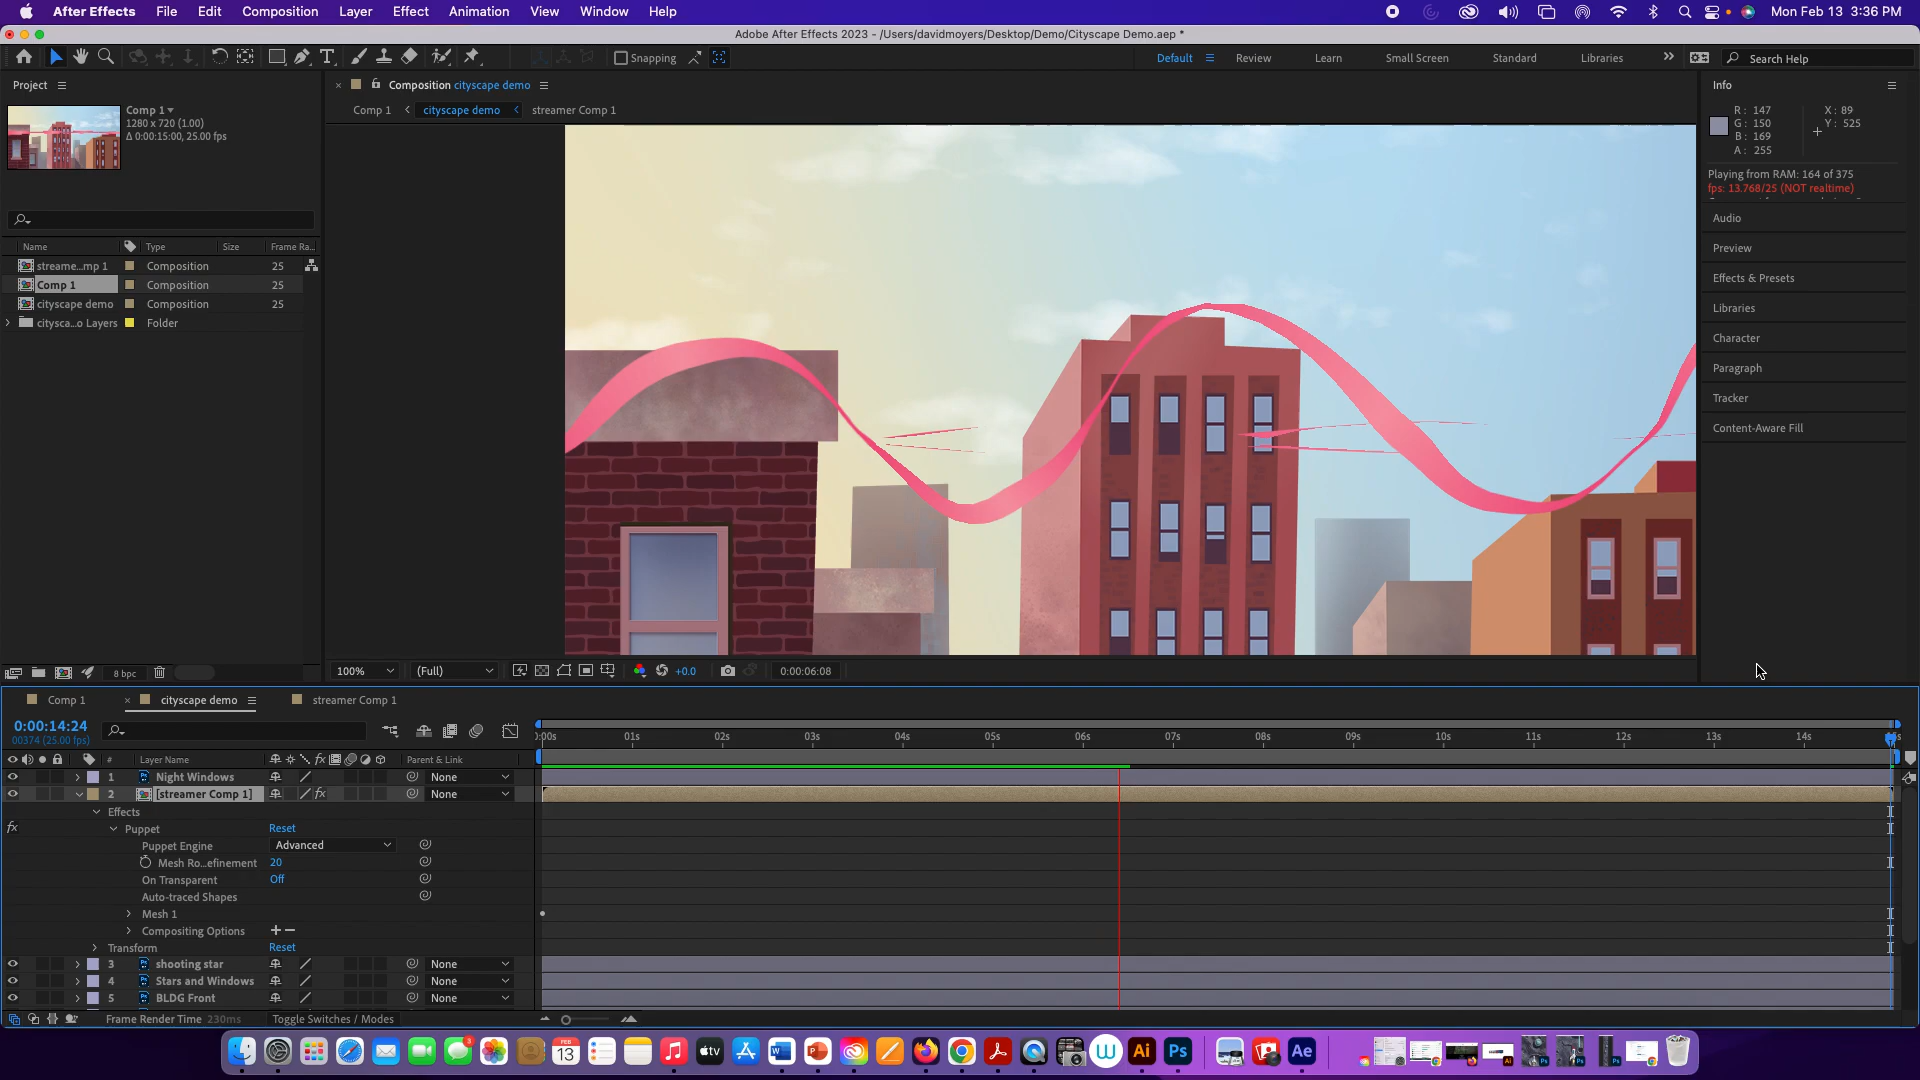 After Effects File Edit Composition Layer Effect Animation View Window Help Mon Feb 13 3:36 PM
Adobe After Effects 2023 - /Users/davidmoyers/Desktop/Demo/Cityscape Demo.aep *
Snapping Default Review Learn Small Screen Standard Libraries Search Help
Project
Composition cityscape demo
Info
Comp 1
1280 x 720 (1.00)
Δ 0:00:15:00, 25.00 fps
Comp 1 cityscape demo streamer Comp 1
R: 147
G: 150
B: 169
A: 255
X: 89
Y: 525
Playing from RAM: 164 of 375
fps: 13.768/25 (NOT realtime)
Audio
Preview
Effects & Presets
Libraries
Character
Paragraph
Tracker
Content-Aware Fill
Name Type Size Frame Ra...
streame...mp 1 Composition 25
Comp 1 Composition 25
cityscape demo Composition 25
citysca...o Layers Folder
8 bpc
100% (Full) +0.0 0:00:06:08
Comp 1 cityscape demo streamer Comp 1
0:00:14:24
00374 (25.00 fps)
01s 02s 03s 04s 05s 06s 07s 08s 09s 10s 11s 12s 13s 14s
# Layer Name Parent & Link
1 Night Windows None
2 [streamer Comp 1] fx None
Effects
fx Puppet Reset
Puppet Engine Advanced
Mesh Ro...efinement 20
On Transparent Off
Auto-traced Shapes
Mesh 1
Compositing Options + −
Transform Reset
3 shooting star None
4 Stars and Windows None
5 BLDG Front None
Frame Render Time 230ms Toggle Switches / Modes
3
FEB
13
tv
W
P
W
Ai
Ps
Ae